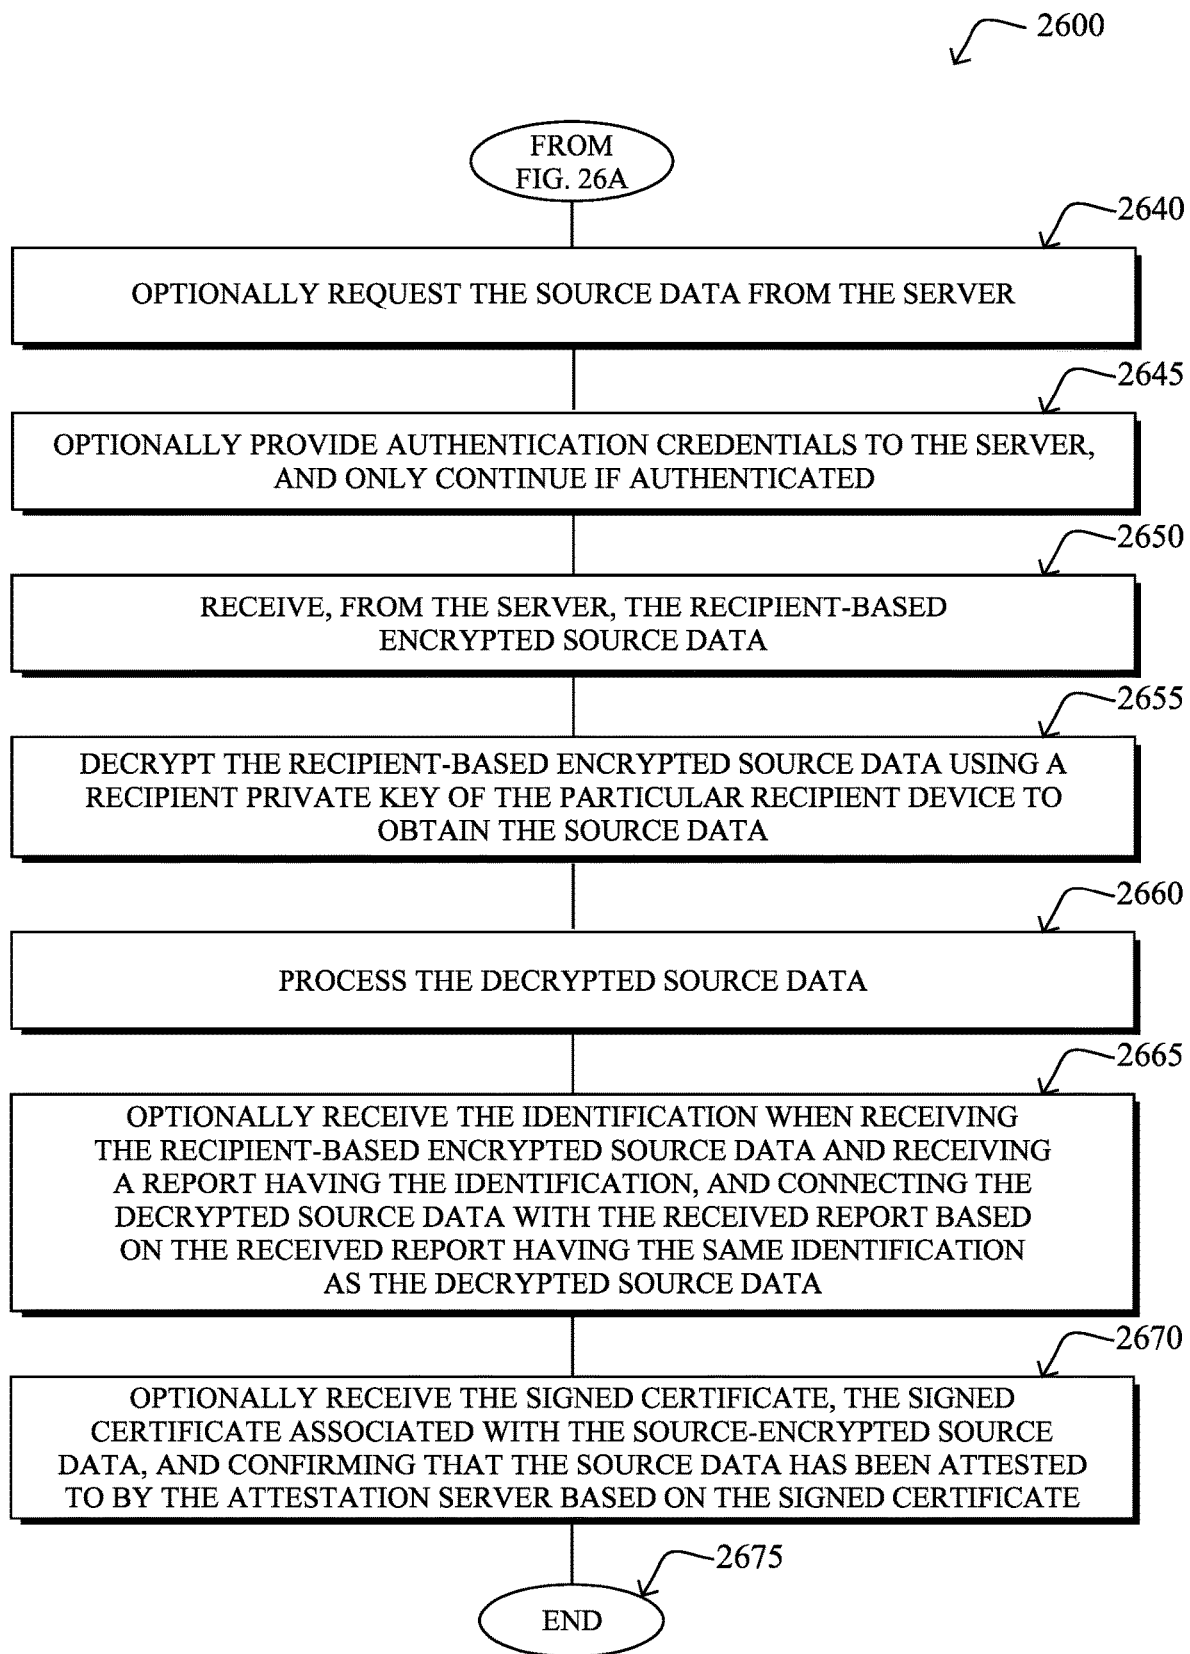 2600
FROM
FIG. 26A
2640
OPTIONALLY REQUEST THE SOURCE DATA FROM THE SERVER
2645
OPTIONALLY PROVIDE AUTHENTICATION CREDENTIALS TO THE SERVER,
AND ONLY CONTINUE IF AUTHENTICATED
2650
RECEIVE, FROM THE SERVER, THE RECIPIENT-BASED
ENCRYPTED SOURCE DATA
2655
DECRYPT THE RECIPIENT-BASED ENCRYPTED SOURCE DATA USING A
RECIPIENT PRIVATE KEY OF THE PARTICULAR RECIPIENT DEVICE TO
OBTAIN THE SOURCE DATA
2660
PROCESS THE DECRYPTED SOURCE DATA
2665
OPTIONALLY RECEIVE THE IDENTIFICATION WHEN RECEIVING
THE RECIPIENT-BASED ENCRYPTED SOURCE DATA AND RECEIVING
A REPORT HAVING THE IDENTIFICATION, AND CONNECTING THE
DECRYPTED SOURCE DATA WITH THE RECEIVED REPORT BASED
ON THE RECEIVED REPORT HAVING THE SAME IDENTIFICATION
AS THE DECRYPTED SOURCE DATA
2670
OPTIONALLY RECEIVE THE SIGNED CERTIFICATE, THE SIGNED
CERTIFICATE ASSOCIATED WITH THE SOURCE-ENCRYPTED SOURCE
DATA, AND CONFIRMING THAT THE SOURCE DATA HAS BEEN ATTESTED
TO BY THE ATTESTATION SERVER BASED ON THE SIGNED CERTIFICATE
2675
END